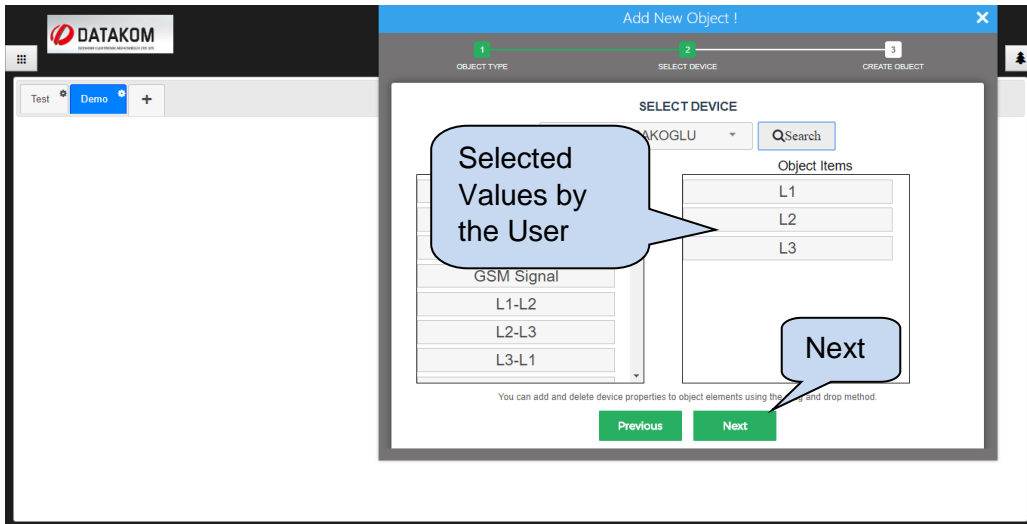 DATAKOM
Add New Object !
1
2
3
OBJECT TYPE
SELECT DEVICE
CREATE OBJECT
Test
Demo
+
SELECT DEVICE
AKOGLU
Search
Selected
Values by
the User
Object Items
L1
L2
L3
GSM Signal
L1-L2
L2-L3
L3-L1
Next
You can add and delete device properties to object elements using the and drop method.
Previous
Next